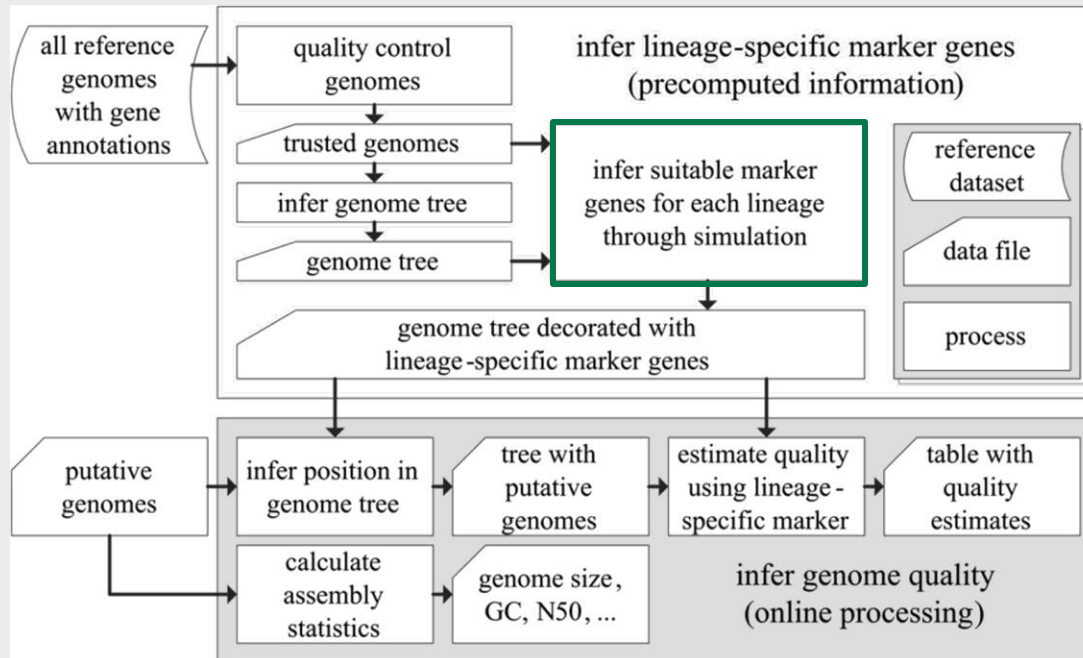 all reference
genomes
with gene
annotations
quality control
genomes
infer lineage-specific marker genes
(precomputed information)
trusted genomes
infer genome tree
genome tree
infer suitable marker
genes for each lineage
through simulation
reference
dataset
data file
process
genome tree decorated with
lineage-specific marker genes
putative
genomes
infer position in
genome tree
tree with
putative
genomes
estimate quality
using lineage-
specific marker
table with
quality
estimates
calculate
assembly
statistics
genome size,
GC, N50, ...
infer genome quality
(online processing)